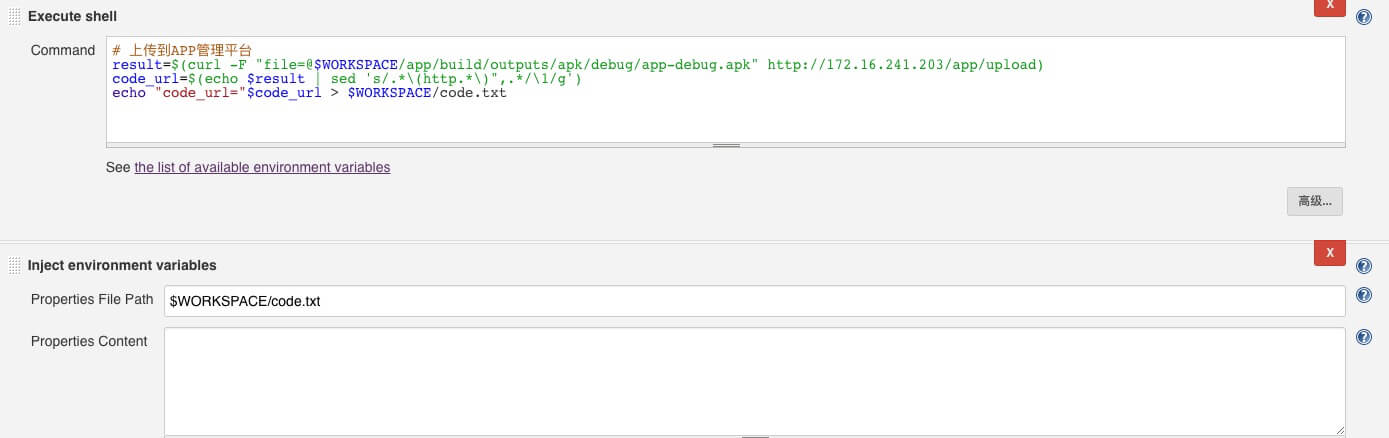 Execute shell
X
Command
# 上传到APP管理平台
result=$(curl -F "file=@$WORKSPACE/app/build/outputs/apk/debug/app-debug.apk" http://172.16.241.203/app/upload)
code_url=$(echo $result | sed 's/.*\(http.*\)",.*/\1/g')
echo "code_url="$code_url > $WORKSPACE/code.txt
See the list of available environment variables
高级...
X
Inject environment variables
Properties File Path
$WORKSPACE/code.txt
Properties Content